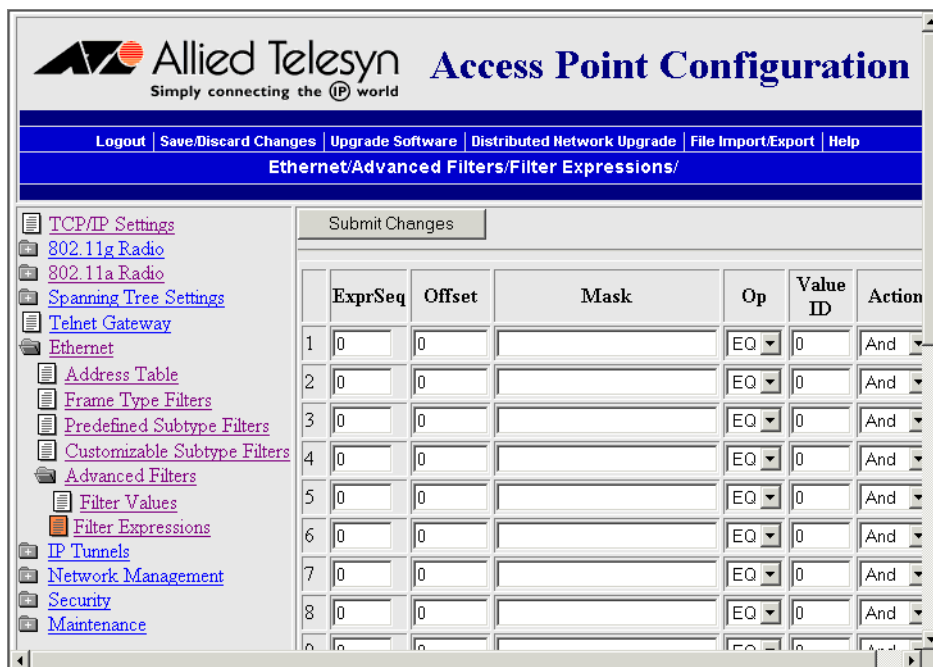 Allied Telesyn
Simply connecting the IP world
Access Point Configuration
Logout | Save/Discard Changes | Upgrade Software | Distributed Network Upgrade | File Import/Export | Help
Ethernet/Advanced Filters/Filter Expressions/
TCP/IP Settings
802.11g Radio
802.11a Radio
Spanning Tree Settings
Telnet Gateway
Ethernet
Address Table
Frame Type Filters
Predefined Subtype Filters
Customizable Subtype Filters
Advanced Filters
Filter Values
Filter Expressions
IP Tunnels
Network Management
Security
Maintenance
Submit Changes
ExprSeq Offset Mask Op Value ID Action
1 0 0 EQ 0 And
2 0 0 EQ 0 And
3 0 0 EQ 0 And
4 0 0 EQ 0 And
5 0 0 EQ 0 And
6 0 0 EQ 0 And
7 0 0 EQ 0 And
8 0 0 EQ 0 And